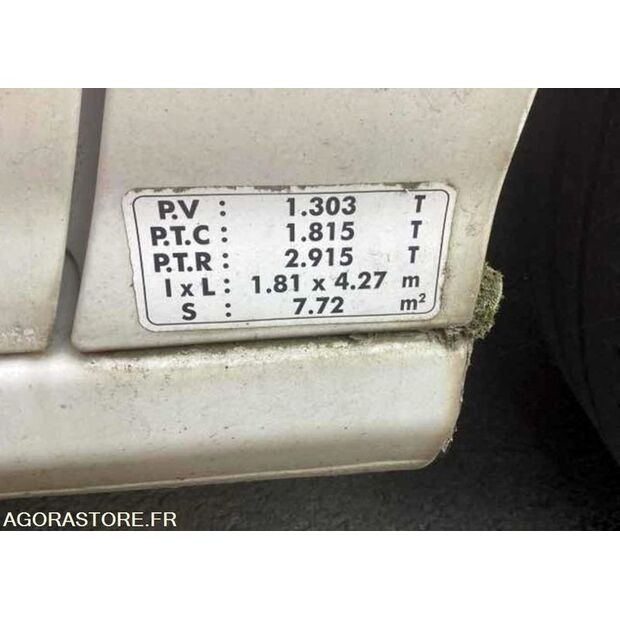 P.V : 1.303 T
P.T.C : 1.815 T
P.T.R : 2.915 T
l x L : 1.81 x 4.27 m
S : 7.72 m²
AGORASTORE.FR